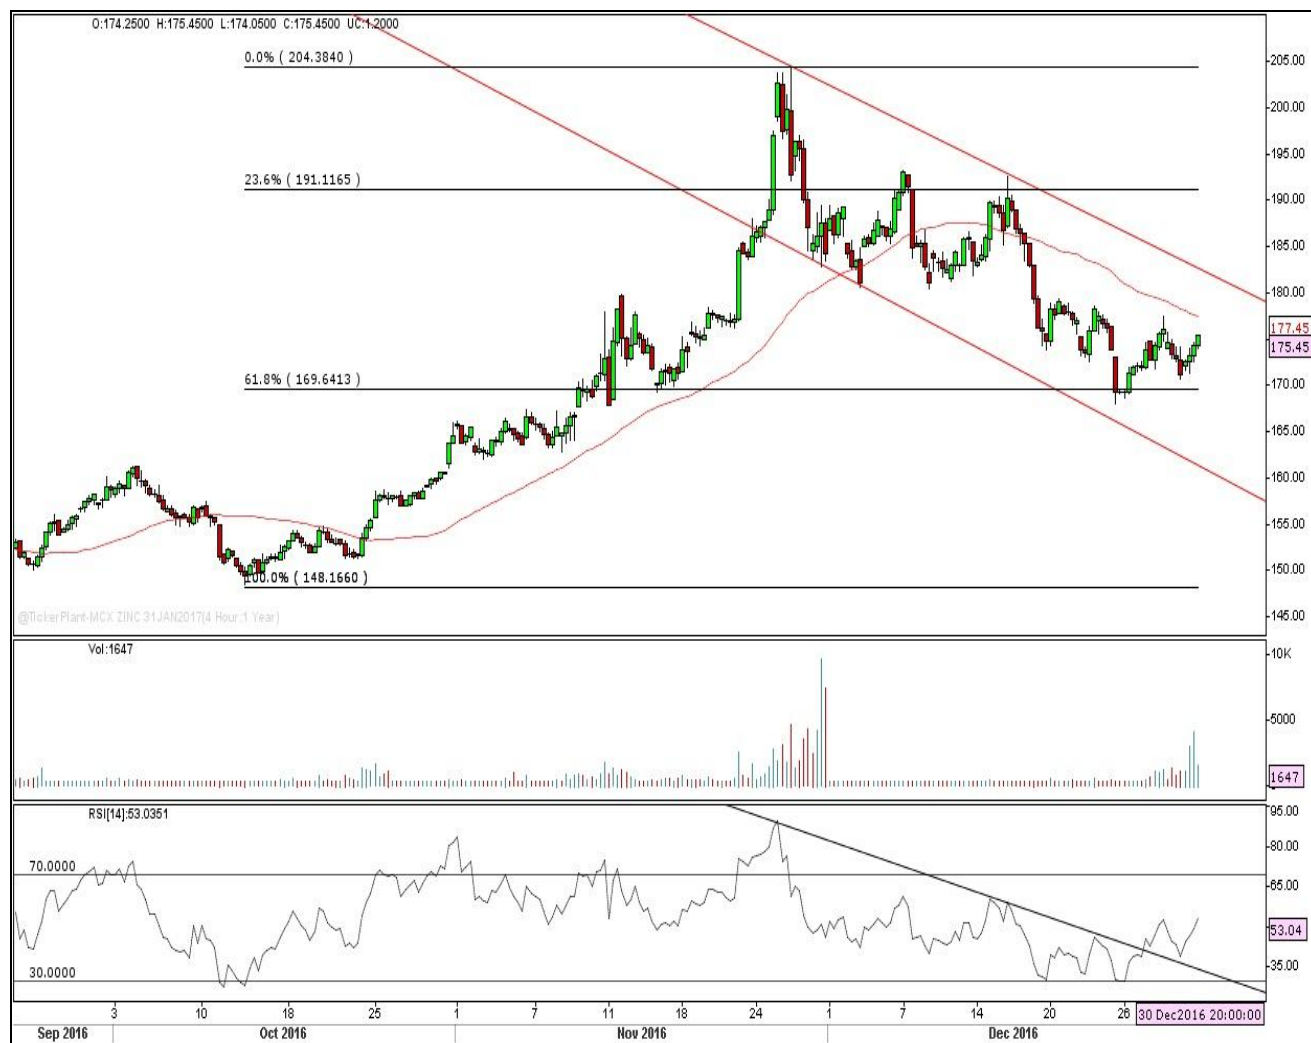 O:174.2500 H:175.4500 L:174.0500 C:175.4500 UC:1.2000
0.0% ( 204.3840 )
205.00
200.00
195.00
23.6% ( 191.1165 )
190.00
185.00
180.00
177.45
175.45
61.8% ( 169.6413 )
170.00
165.00
160.00
155.00
150.00
100.0% ( 148.1660 )
145.00
@TickerPlant-MCX ZINC 31JAN2017(4 Hour:1 Year)
Vol:1647
10K
5000
1647
RSI[14]:53.0351
95.00
80.00
70.0000
65.00
53.04
35.00
30.0000
3 10 18 25 1 7 11 18 24 1 7 14 20 26 30 Dec2016 20:00:00
Sep 2016 Oct 2016 Nov 2016 Dec 2016